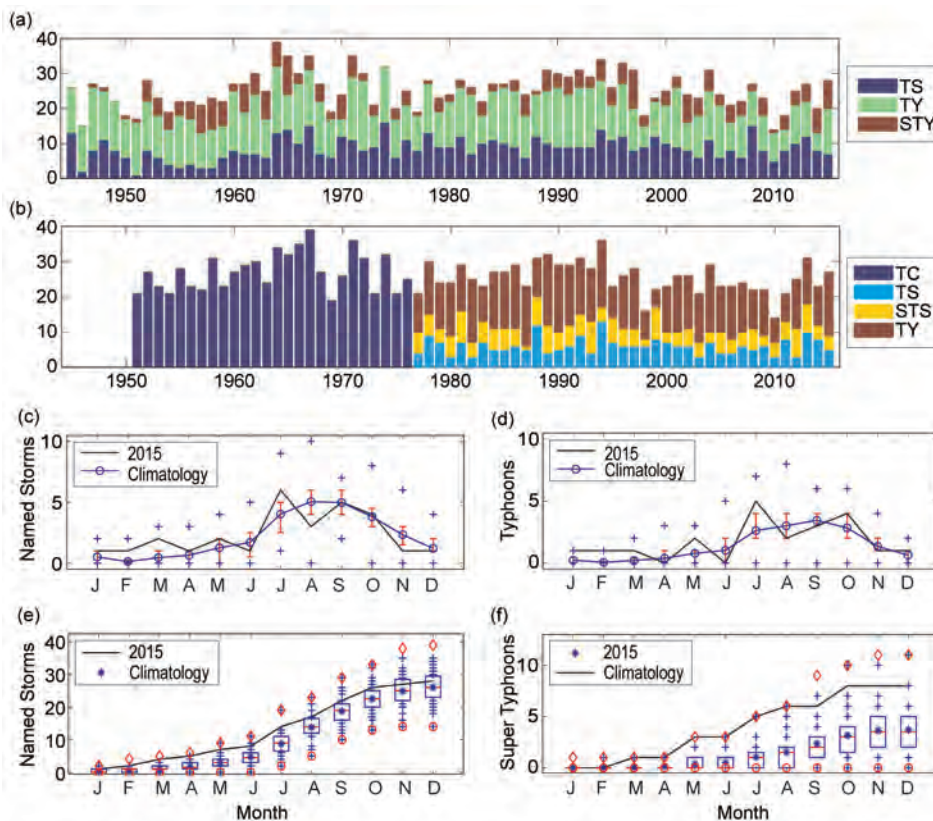 (a)
40
30
20
10
0
TS
TY
STY
1950 1960 1970 1980 1990 2000 2010
(b)
40
30
20
10
0
TC
TS
STS
TY
1950 1960 1970 1980 1990 2000 2010
(c)
Named Storms
10
5
0
2015
Climatology
J F M A M J J A S O N D
(d)
Typhoons
10
5
0
2015
Climatology
J F M A M J J A S O N D
(e)
Named Storms
40
30
20
10
0
2015
Climatology
J F M A M J J A S O N D
Month
(f)
Super Typhoons
10
5
0
2015
Climatology
J F M A M J J A S O N D
Month